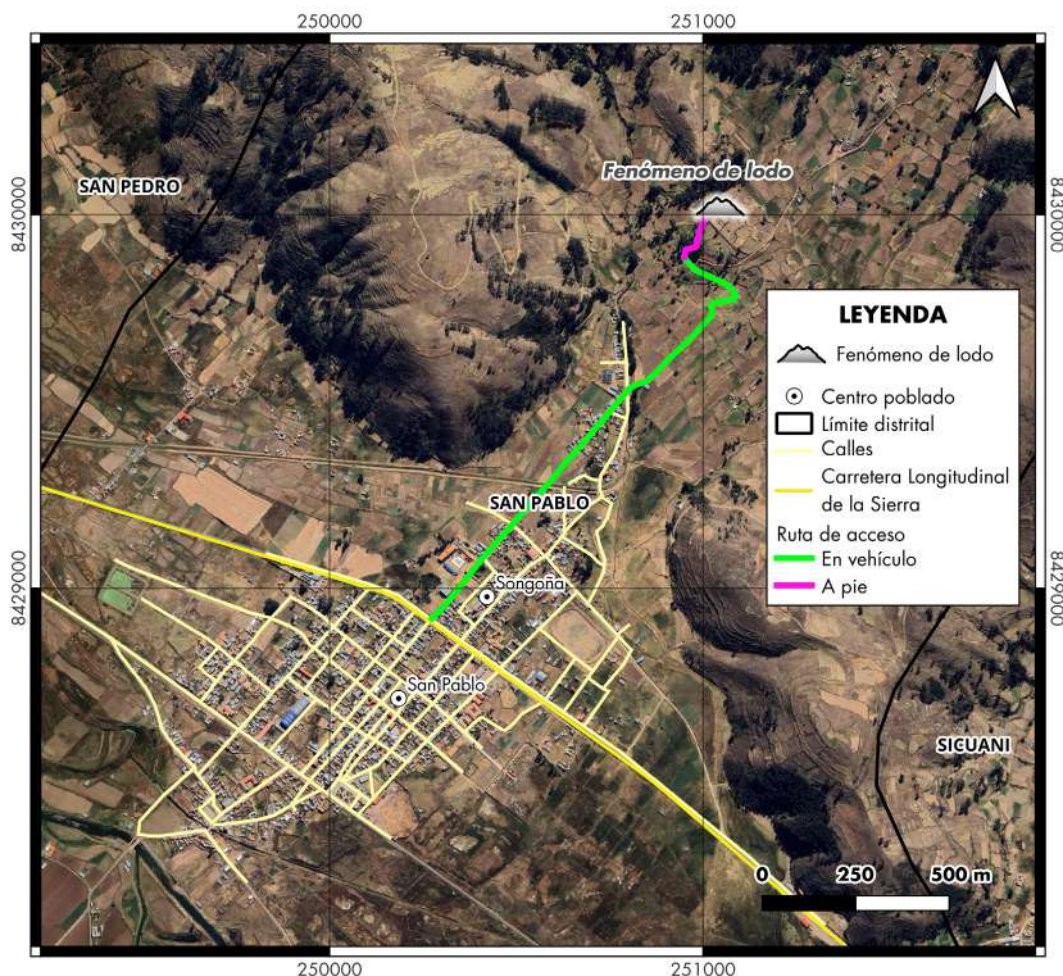 250000
251000
SAN PEDRO
Fenómeno de lodo
8430000
8430000
LEYENDA
Fenómeno de lodo
Centro poblado
Límite distrital
Calles
Carretera Longitudinal
de la Sierra
Ruta de acceso
En vehículo
A pie
SAN PABLO
8429000
8429000
Songoña
San Pablo
SICUANI
0
250
500 m
250000
251000